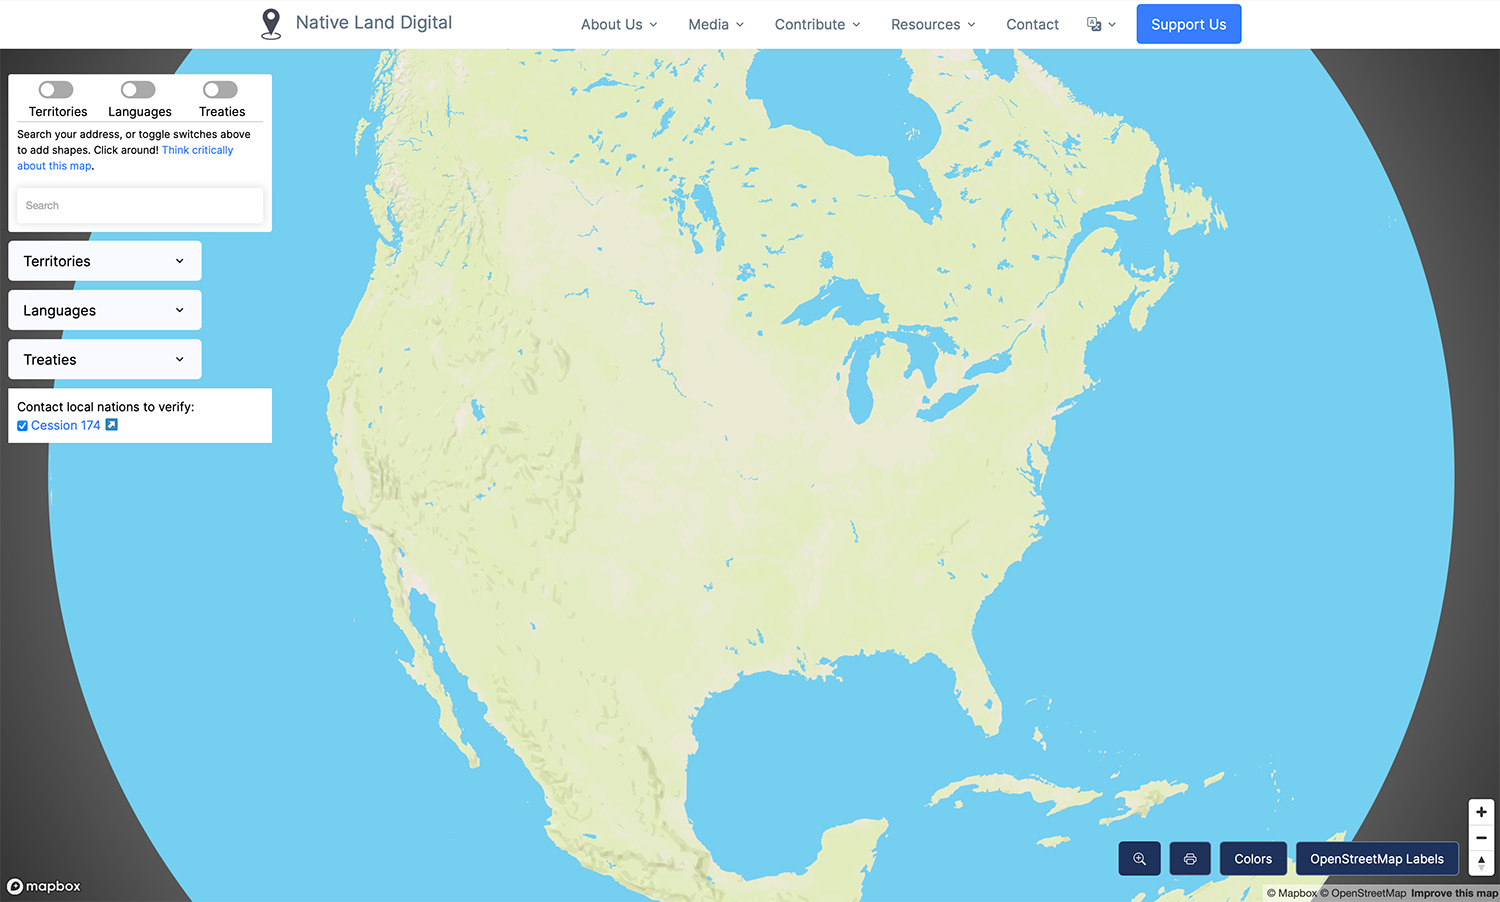 Native Land Digital
About Us
Media
Contribute
Resources
Contact
Support Us
Territories
Languages
Treaties
Search your address, or toggle switches above
to add shapes. Click around! Think critically
about this map.
Search
Territories
Languages
Treaties
Contact local nations to verify:
Cession 174
Colors
OpenStreetMap Labels
mapbox
© Mapbox © OpenStreetMap Improve this map